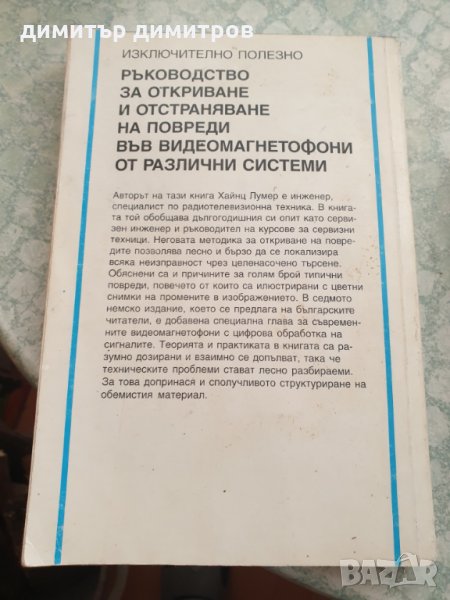 димитър димитров
ИЗКЛЮЧИТЕЛНО ПОЛЕЗНО
РЪКОВОДСТВО
ЗА ОТКРИВАНЕ
И ОТСТРАНЯВАНЕ
НА ПОВРЕДИ
ВЪВ ВИДЕОМАГНЕТОФОНИ
ОТ РАЗЛИЧНИ СИСТЕМИ
Авторът на тази книга Хайнц Лумер е инженер,
специалист по радиотелевизионна техника. В книга-
та той обобщава дългогодишния си опит като серви-
зен инженер и ръководител на курсове за сервизни
техници. Неговата методика за откриване на повре-
дите позволява лесно и бързо да се локализира
всяка неизправност чрез целенасочено търсене.
Обяснени са и причините за голям брой типични
повреди, повечето от които са илюстрирани с цветни
снимки на промените в изображението. В седмото
немско издание, което се предлага на българските
читатели, е добавена специална глава за съвремен-
ните видеомагнетофони с цифрова обработка на
сигналите. Теорията и практиката в книгата са ра-
зумно дозирани и взаимно се допълват, така че
техническите проблеми стават лесно разбираеми.
За това допринася и сполучливото структуриране на
обемистия материал.
BAZAR